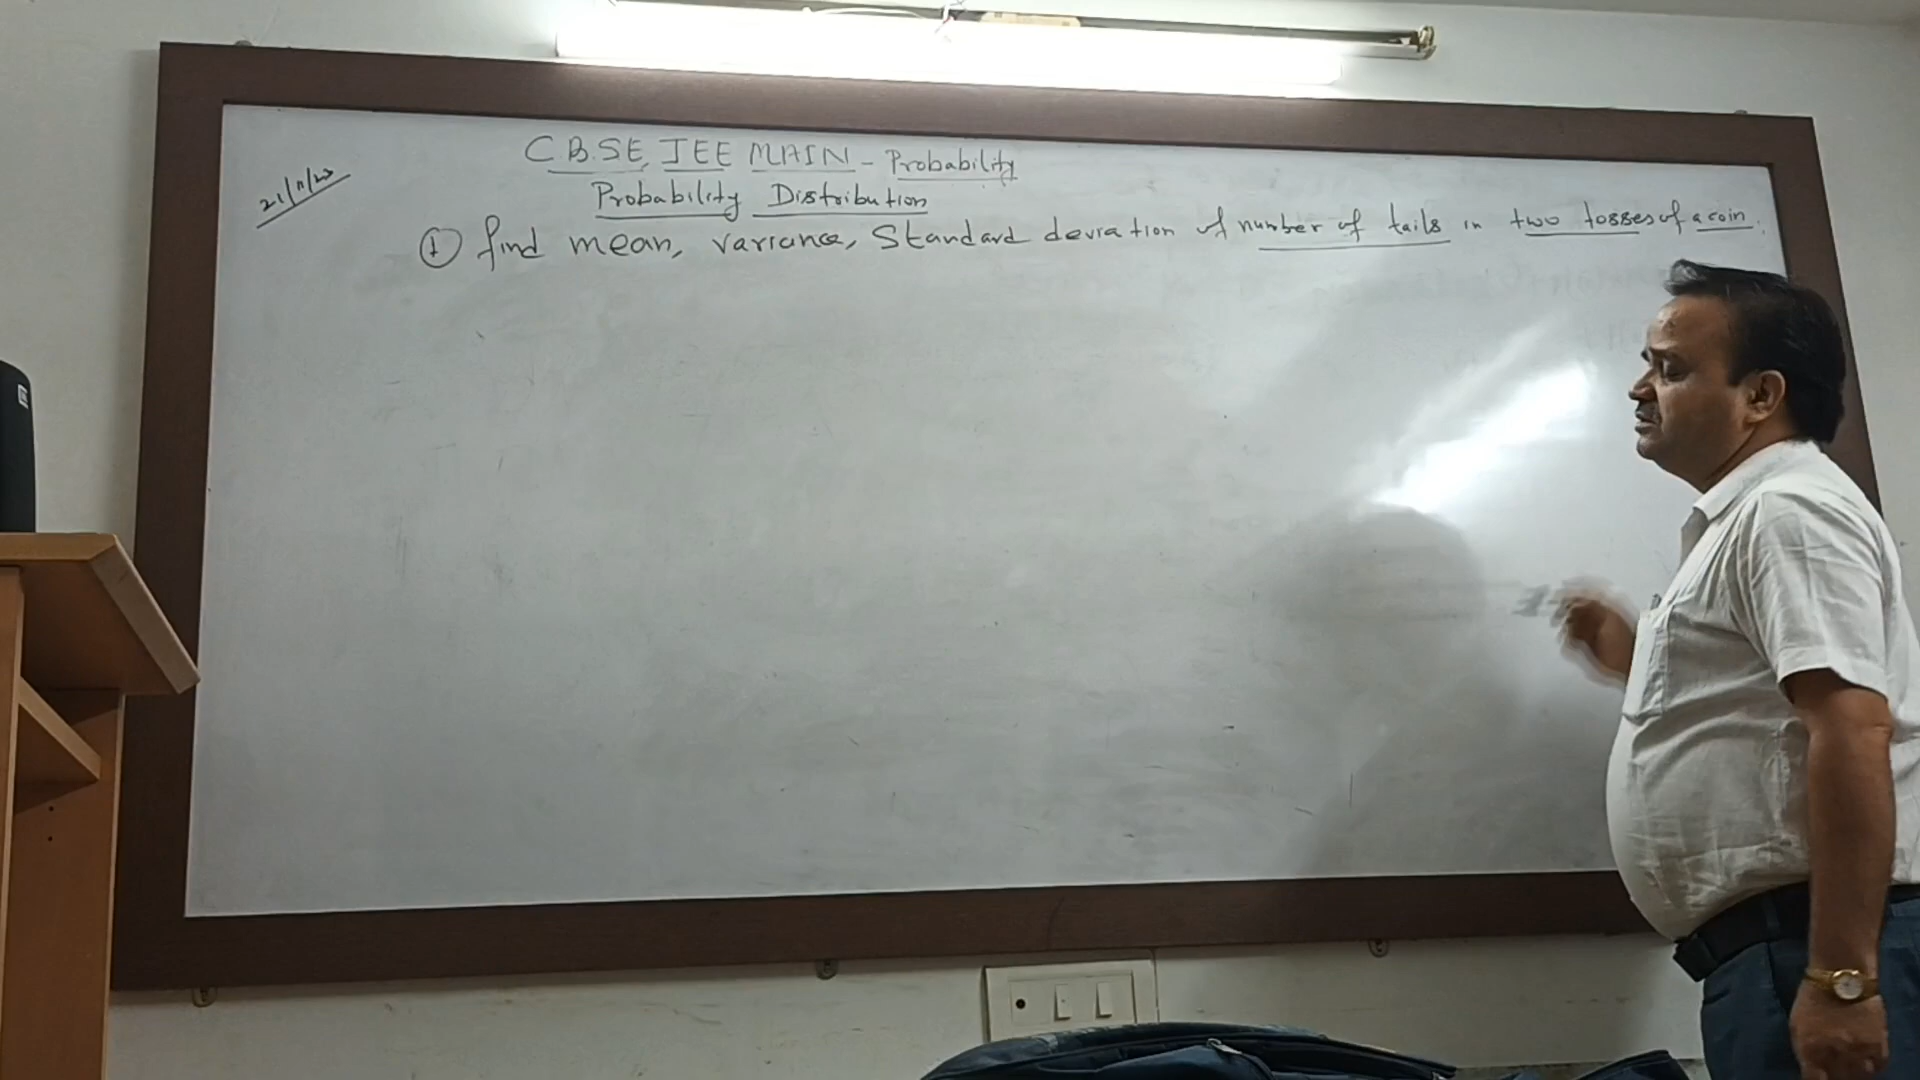 21/11/23
CBSE, JEE MAIN - Probability
Probability Distribution
① find mean, variance, Standard deviation of number of tails in two tosses of a coin.